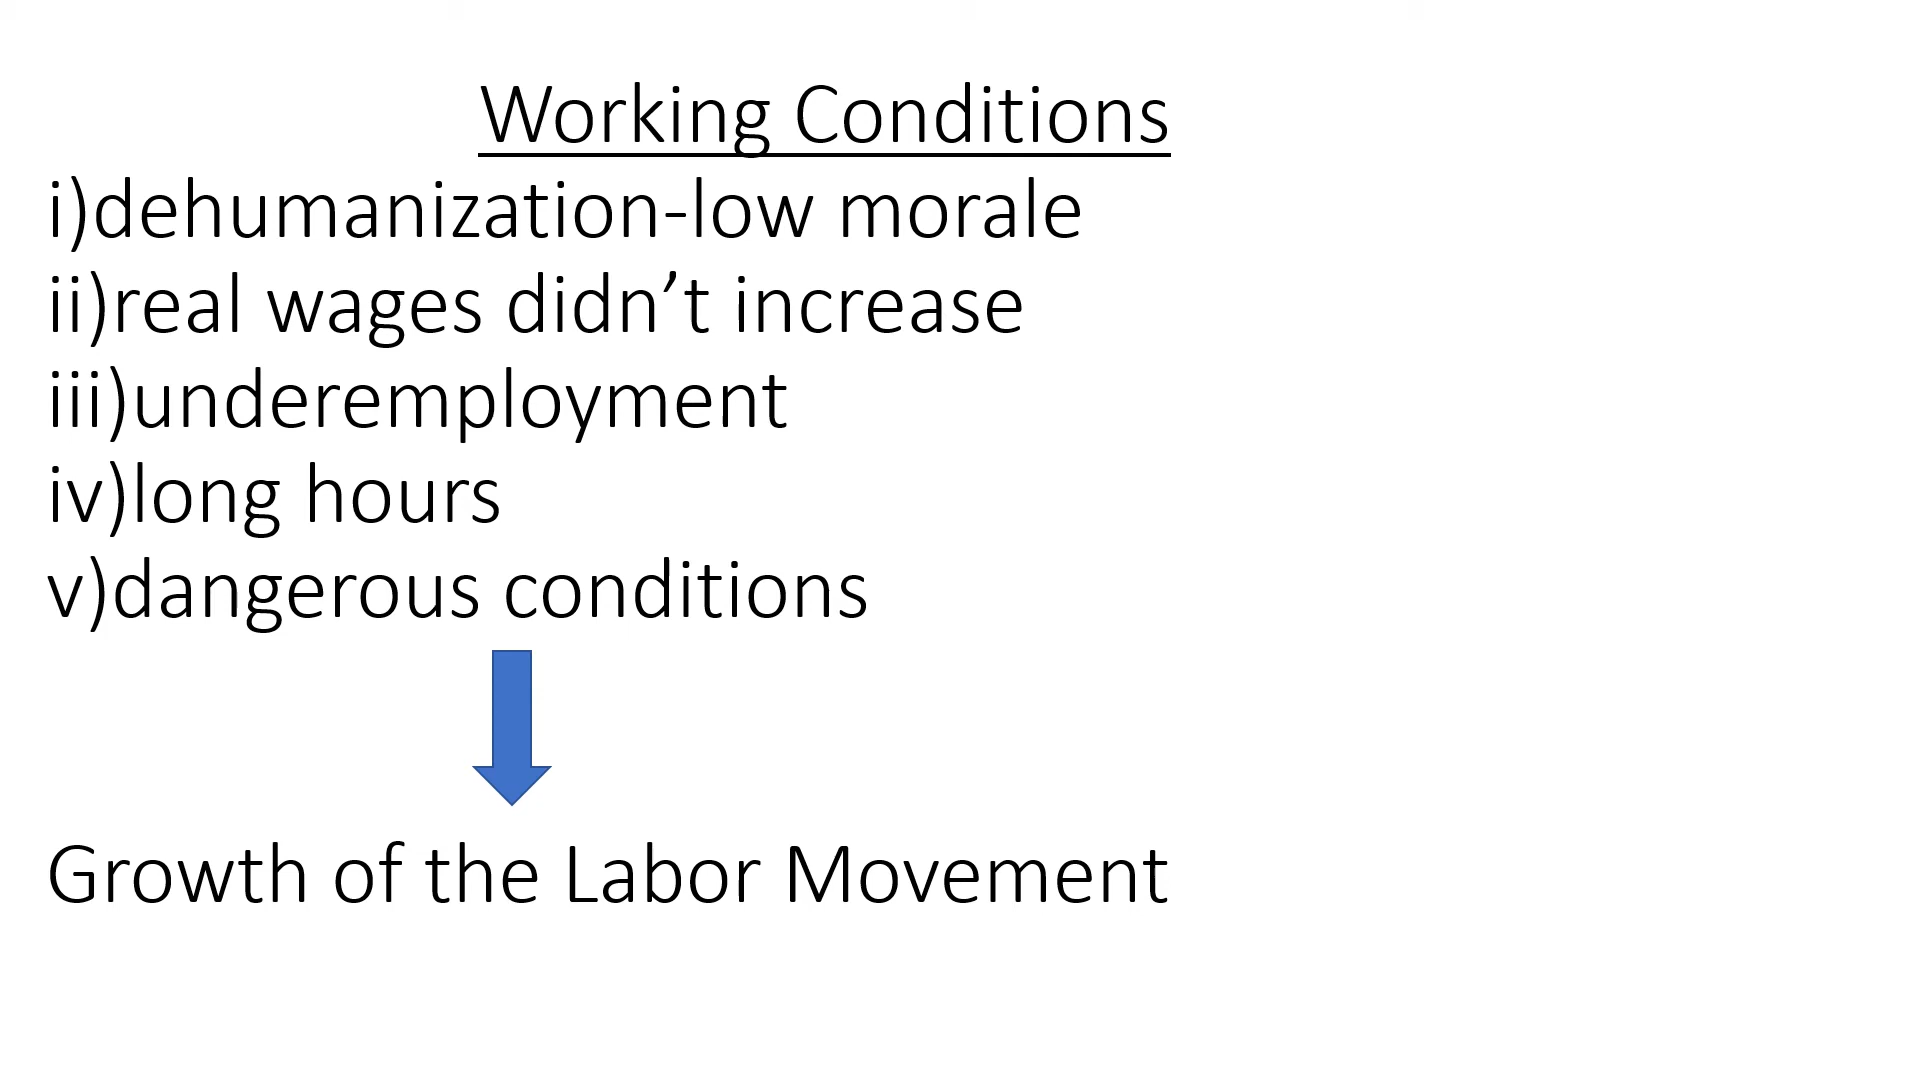 Working Conditions
i)dehumanization-low morale
ii)real wages didn’t increase
iii)underemployment
iv)long hours
v)dangerous conditions
Growth of the Labor Movement